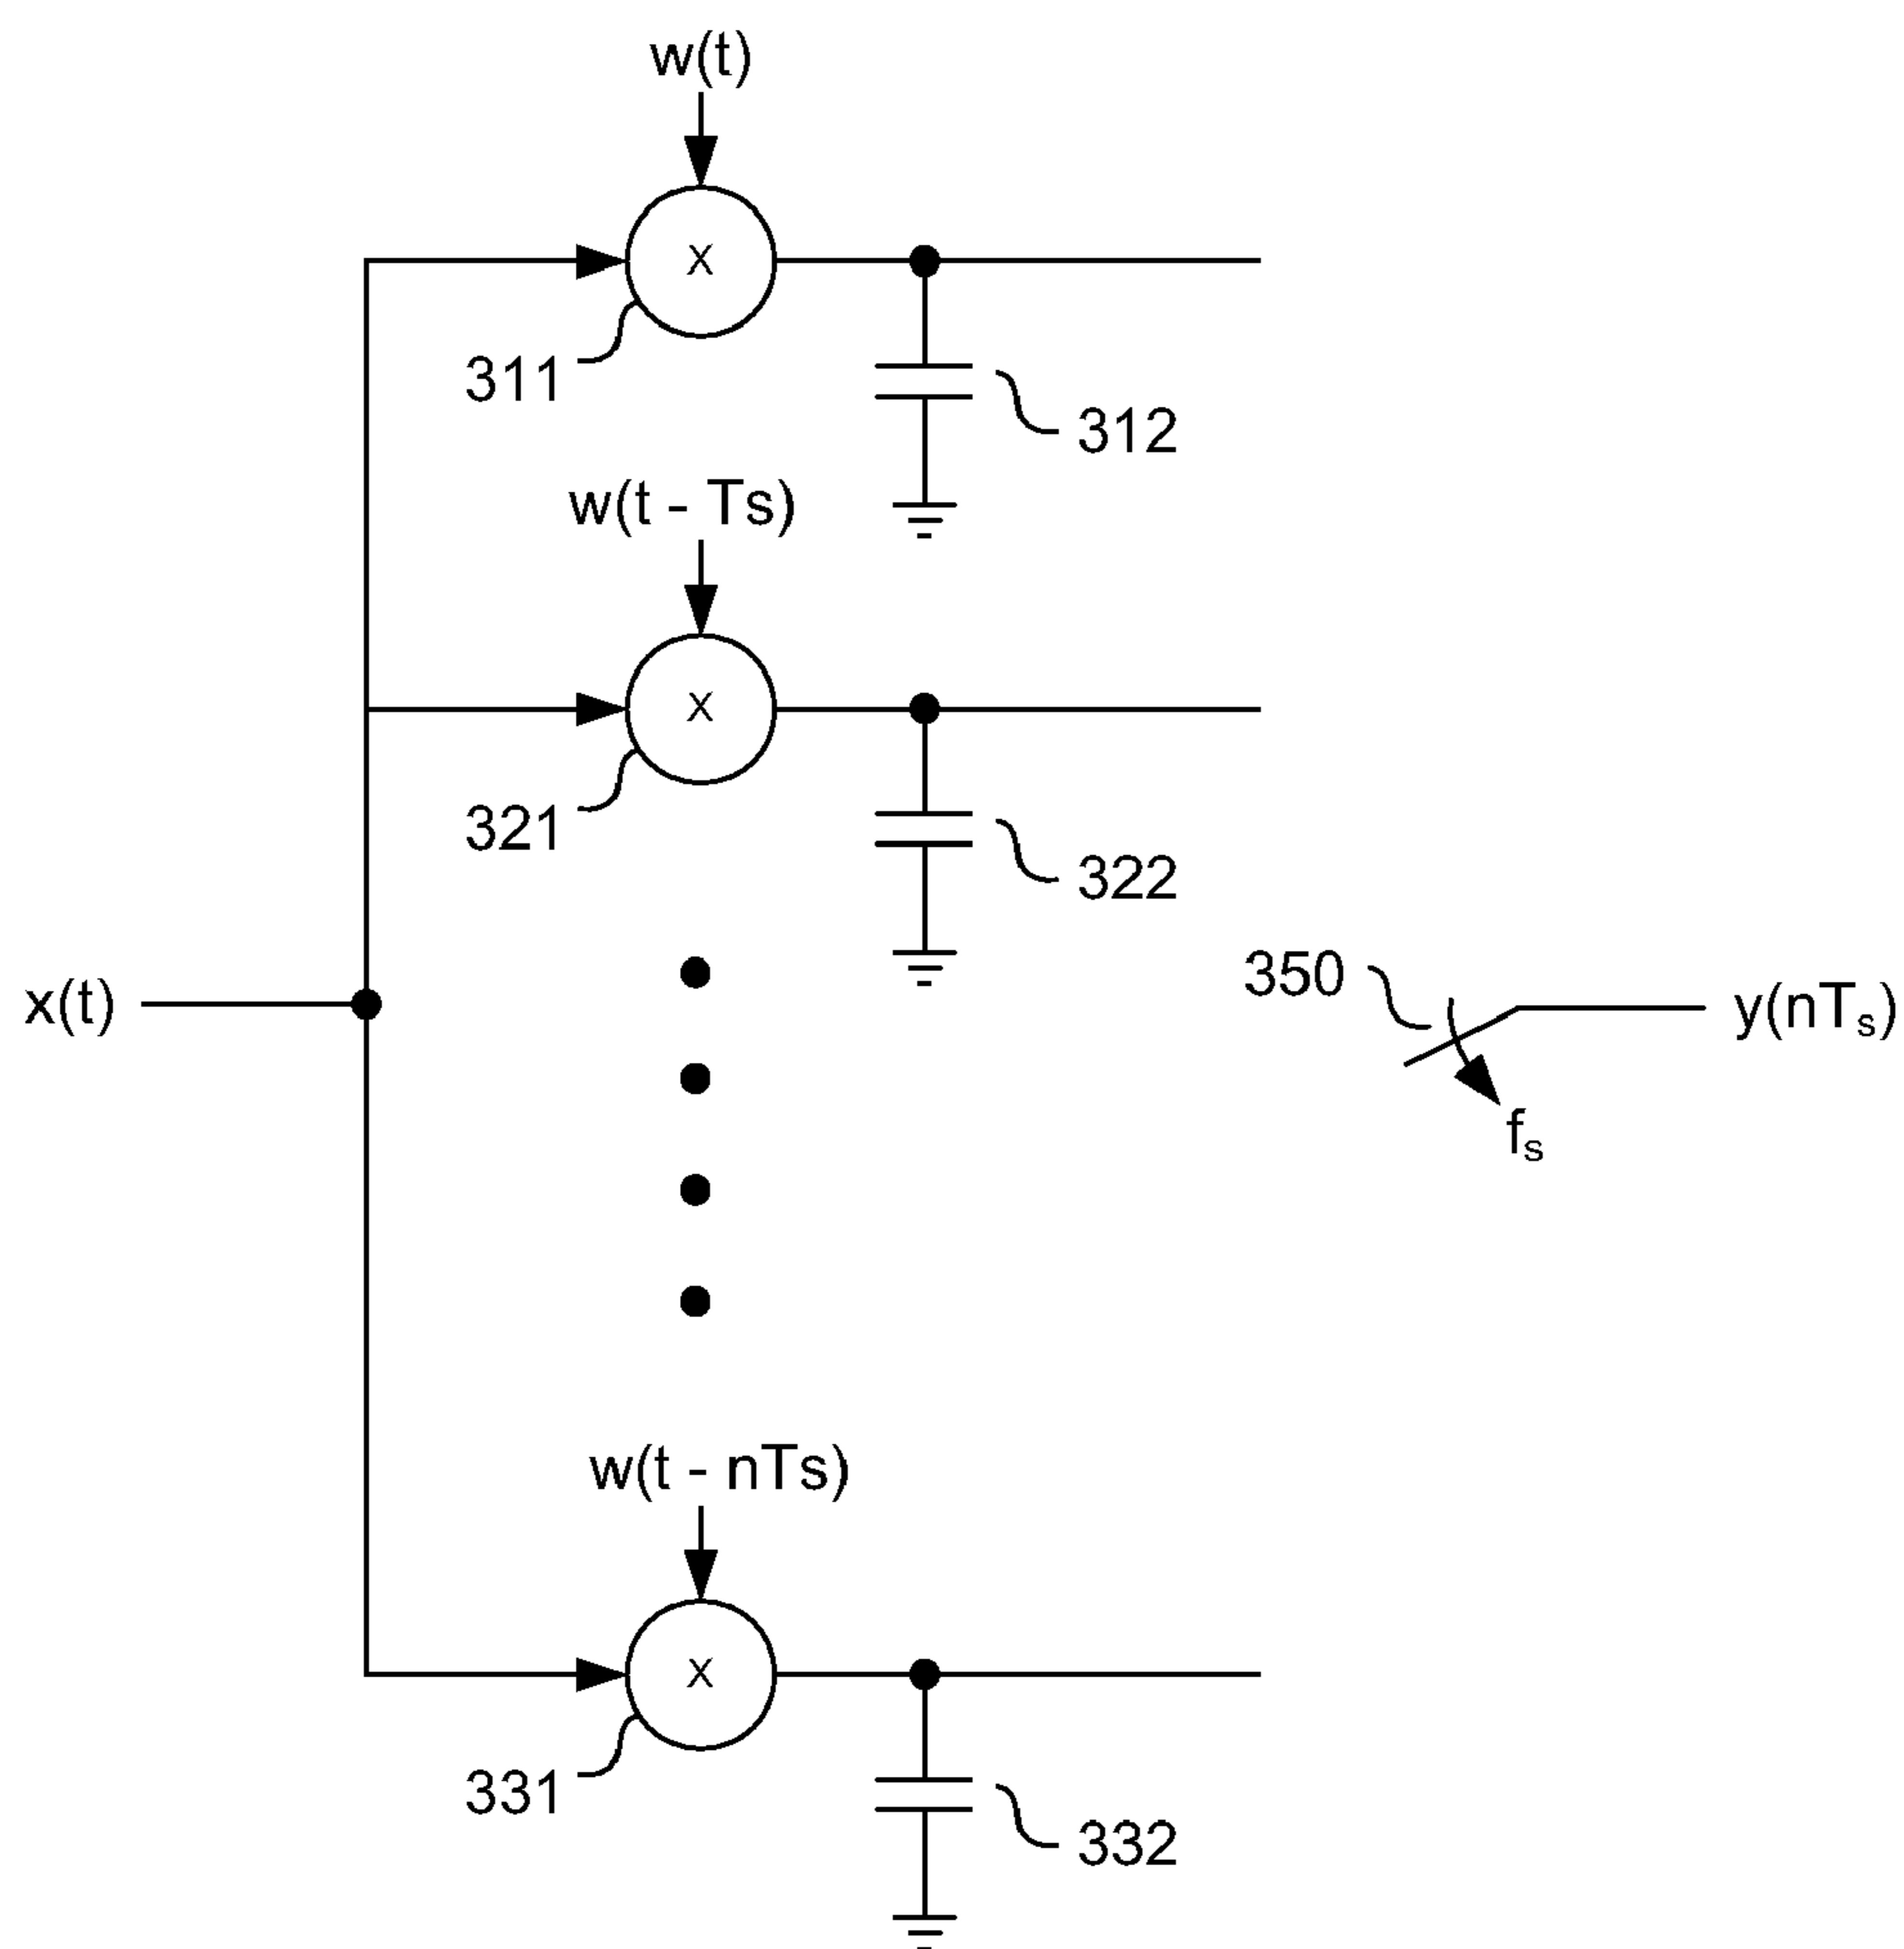 w(t)
x
311
312
w(t - Ts)
x
321
322
x(t)
350
y(nTs)
fs
w(t - nTs)
x
331
332